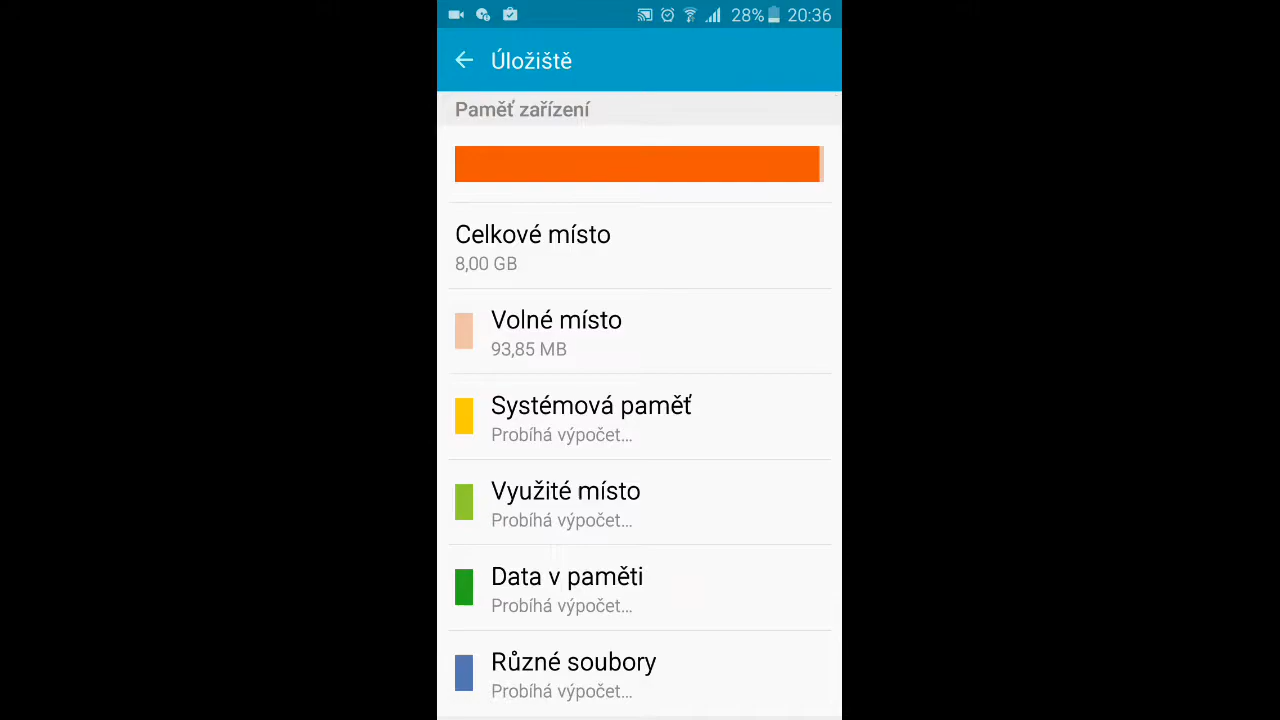 28% 20:36
Úložiště
Paměť zařízení
Celkové místo
8,00 GB
Volné místo
93,85 MB
Systémová paměť
Probíhá výpočet...
Využité místo
Probíhá výpočet...
Data v paměti
Probíhá výpočet...
Různé soubory
Probíhá výpočet...